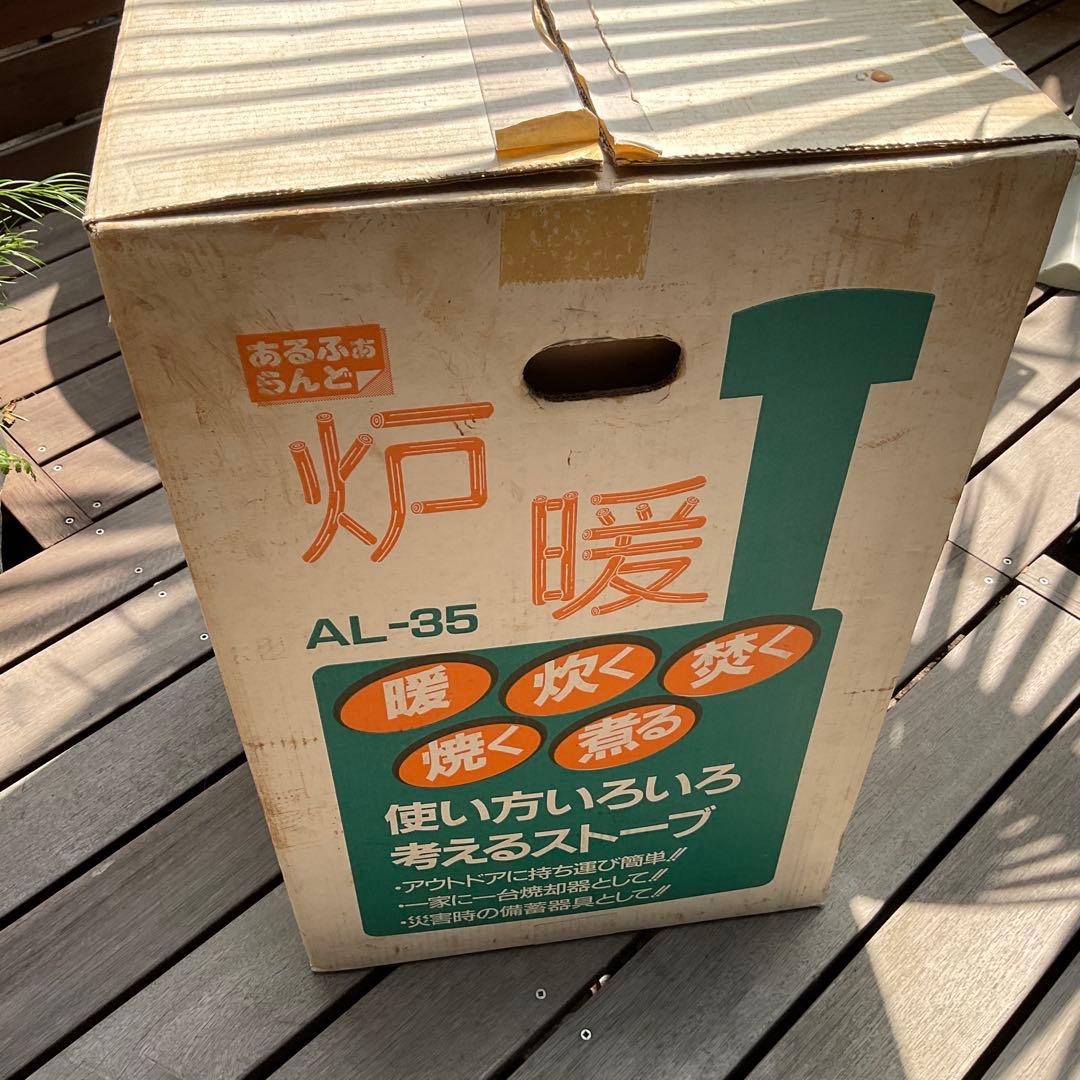 あるふぁ
らんど
炉
暖
AL-35
暖 炊く 焚く
焼く 煮る
使い方いろいろ
考えるストーブ
・アウトドアに持ち運び簡単!!
・一家に一台焼却器として!!
・災害時の備蓄器具として!!